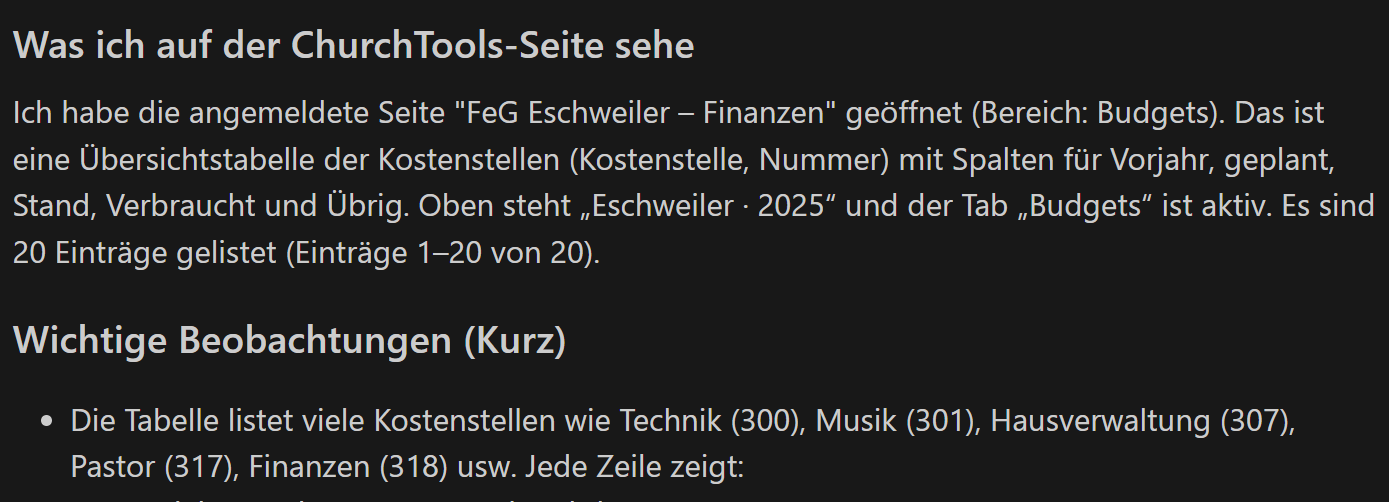 Was ich auf der ChurchTools-Seite sehe
Ich habe die angemeldete Seite "FeG Eschweiler – Finanzen" geöffnet (Bereich: Budgets). Das ist
eine Übersichtstabelle der Kostenstellen (Kostenstelle, Nummer) mit Spalten für Vorjahr, geplant,
Stand, Verbraucht und Übrig. Oben steht „Eschweiler · 2025“ und der Tab „Budgets“ ist aktiv. Es sind
20 Einträge gelistet (Einträge 1–20 von 20).
Wichtige Beobachtungen (Kurz)
• Die Tabelle listet viele Kostenstellen wie Technik (300), Musik (301), Hausverwaltung (307),
Pastor (317), Finanzen (318) usw. Jede Zeile zeigt: